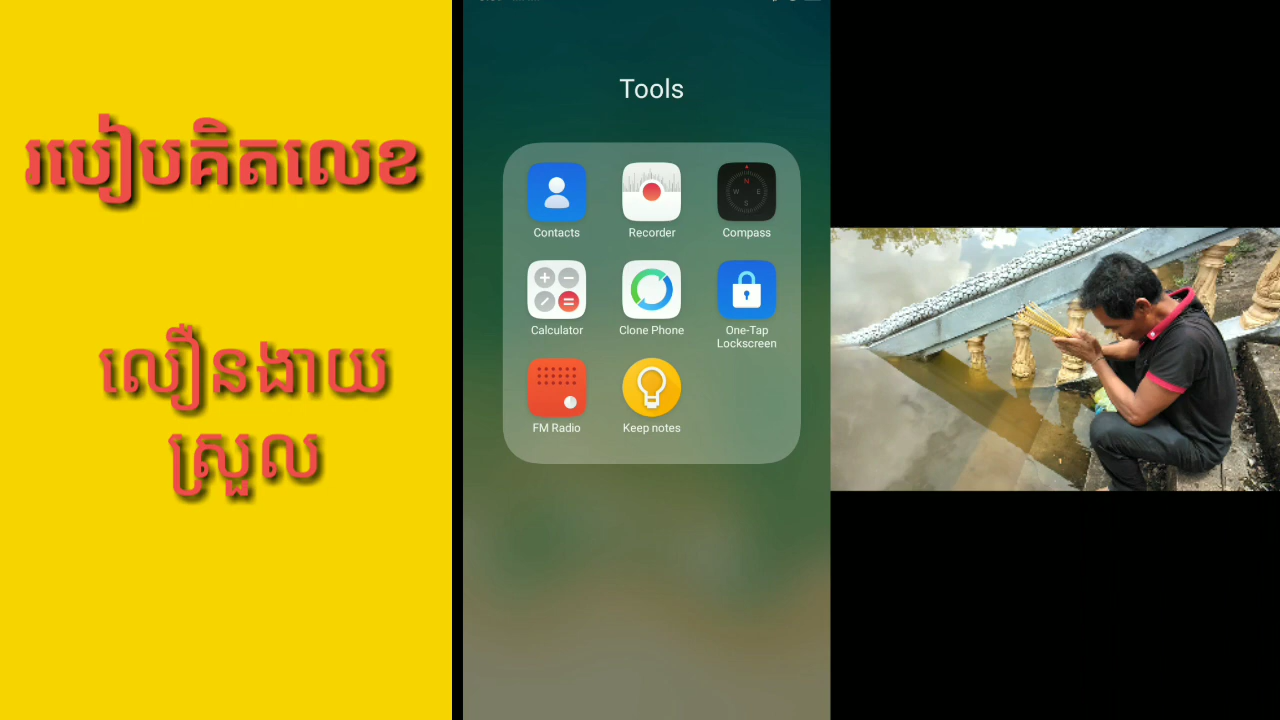 របៀបគិតលេខ
លឿនងាយ
ស្រួល
Tools
Contacts
Recorder
Compass
N
W E
S
Calculator
Clone Phone
One-Tap
Lockscreen
FM Radio
Keep notes